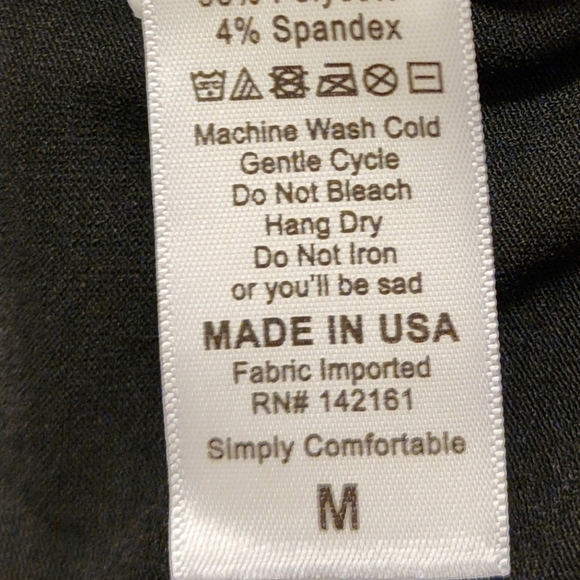 4% Spandex
Machine Wash Cold
Gentle Cycle
Do Not Bleach
Hang Dry
Do Not Iron
or you'll be sad
MADE IN USA
Fabric Imported
RN# 142161
Simply Comfortable
M